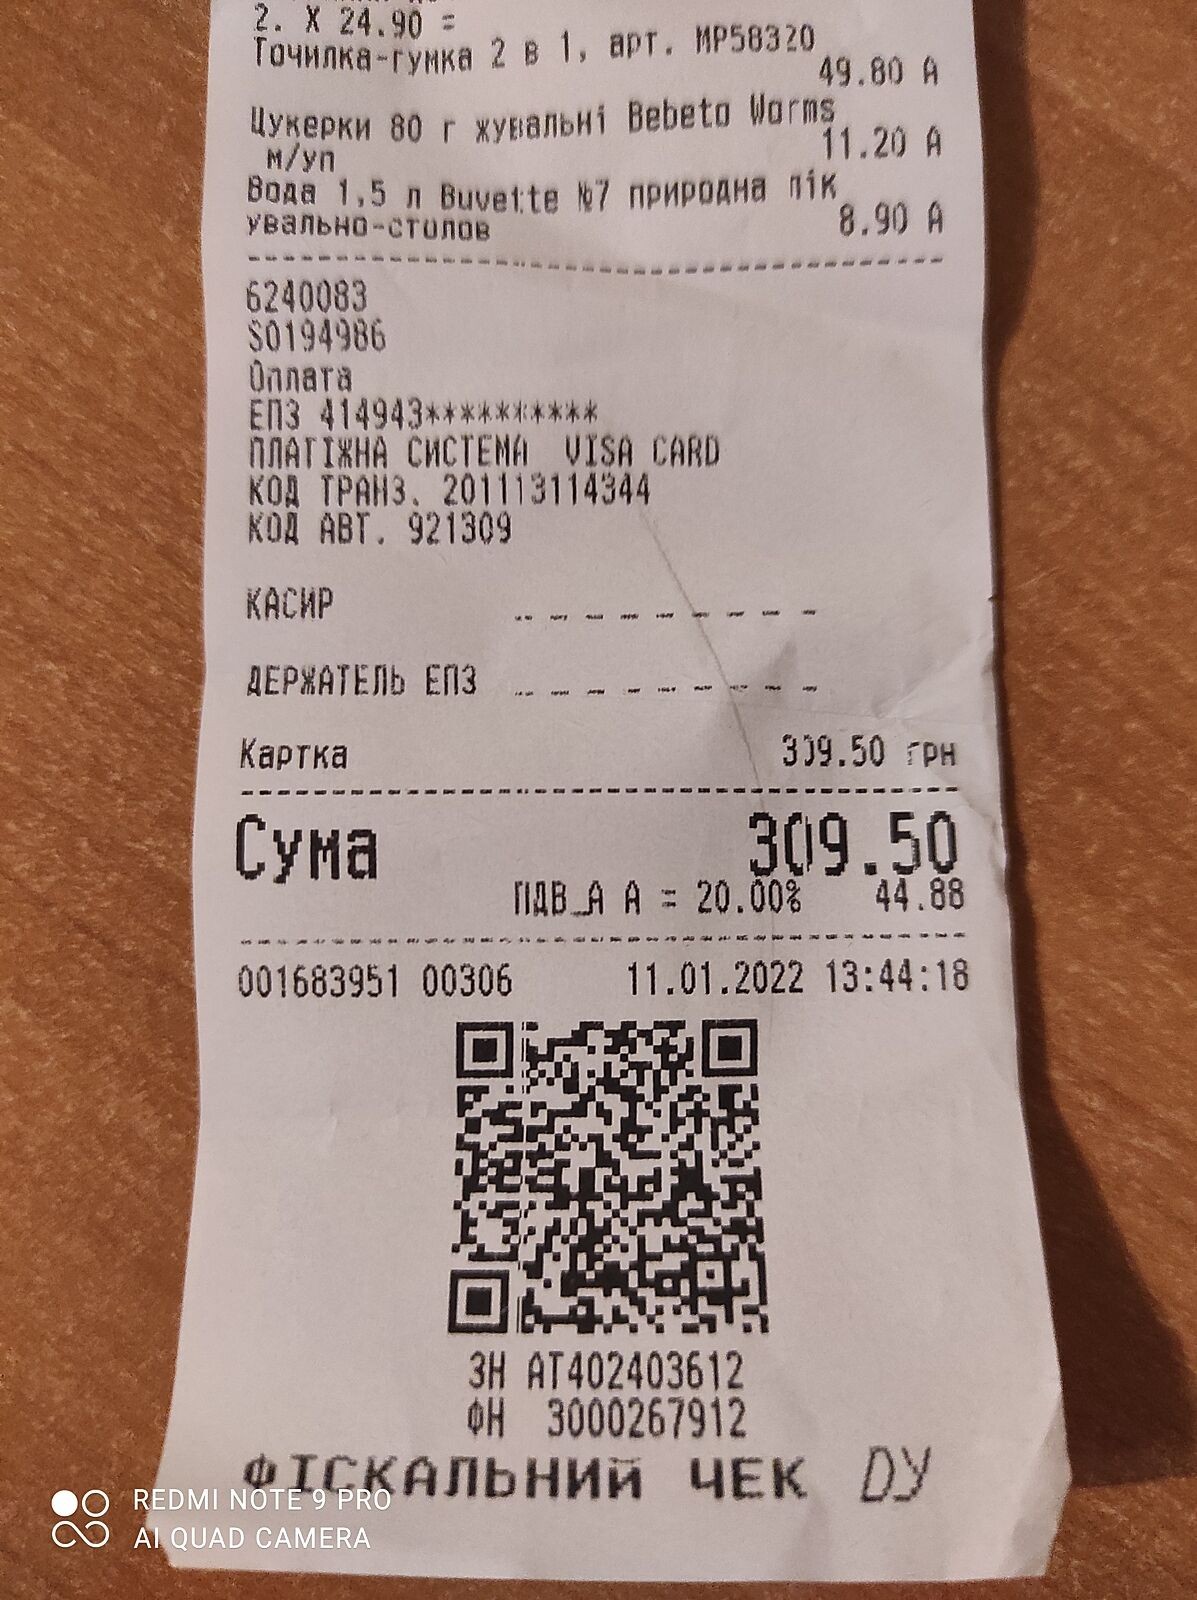 2. X 24.90 =
Точилка-гумка 2 в 1, арт. MP58320
49.80 А
Цукерки 80 г жувальні Bebeto Worms
м/уп 11.20 А
Вода 1,5 л Buvette №7 природна лік
увально-столов 8.90 А
6240083
S0194986
Оплата
ЕПЗ 414943**********
ПЛАТІЖНА СИСТЕМА VISA CARD
КОД ТРАНЗ. 201113114344
КОД АВТ. 921309
КАСИР
ДЕРЖАТЕЛЬ ЕПЗ
Картка 309.50 грн
Сума 309.50
ПДВ_А А = 20.00% 44.88
001683951 00306 11.01.2022 13:44:18
ЗН АТ402403612
ФН 3000267912
ФІСКАЛЬНИЙ ЧЕК
REDMI NOTE 9 PRO
AI QUAD CAMERA